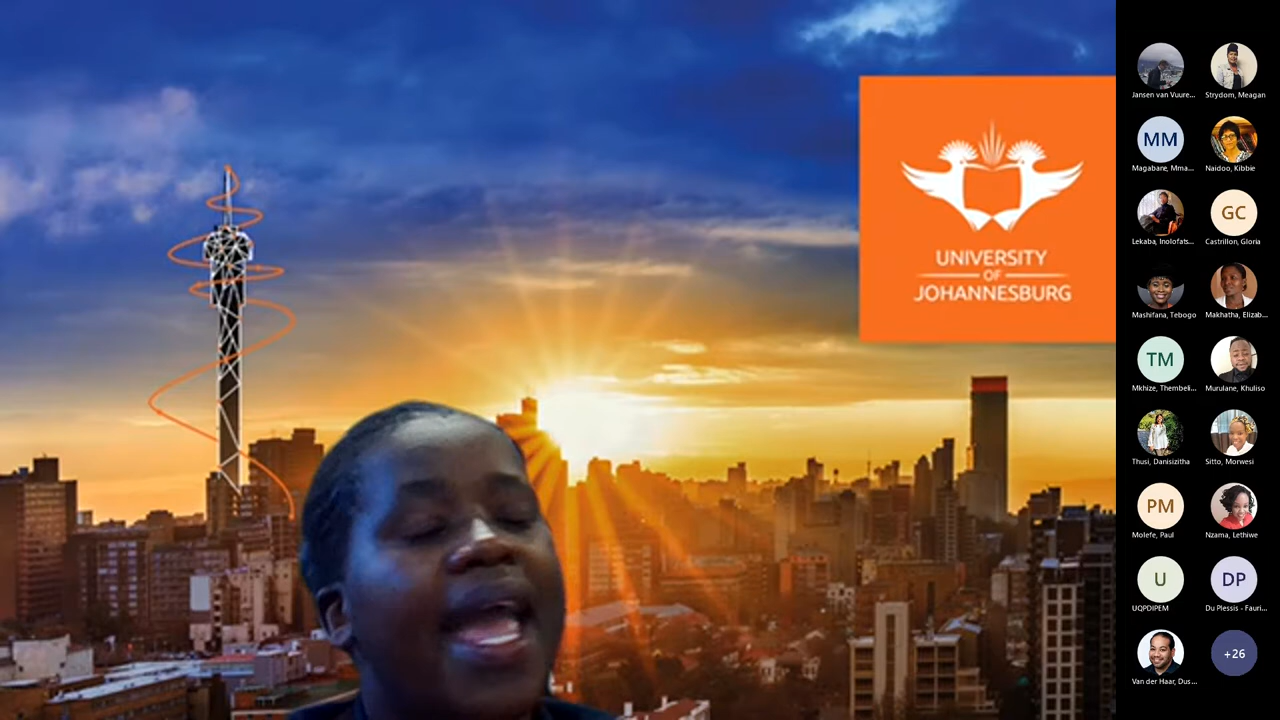 UNIVERSITY
OF
JOHANNESBURG
Jansen van Vuure...
Strydom, Meagan
MM
Magabane, Mma...
Naidoo, Kibbie
Lekaba, Inolofats...
GC
Castrillon, Gloria
Mashifana, Tebogo
Makhatha, Elizab...
TM
Mkhize, Thembeli...
Murulane, Khuliso
Thusi, Danisizitha
Sitto, Morwesi
PM
Molefe, Paul
Nzama, Lethiwe
U
UQPDIPEM
DP
Du Plessis - Fauri...
Van der Haar, Dus...
+26